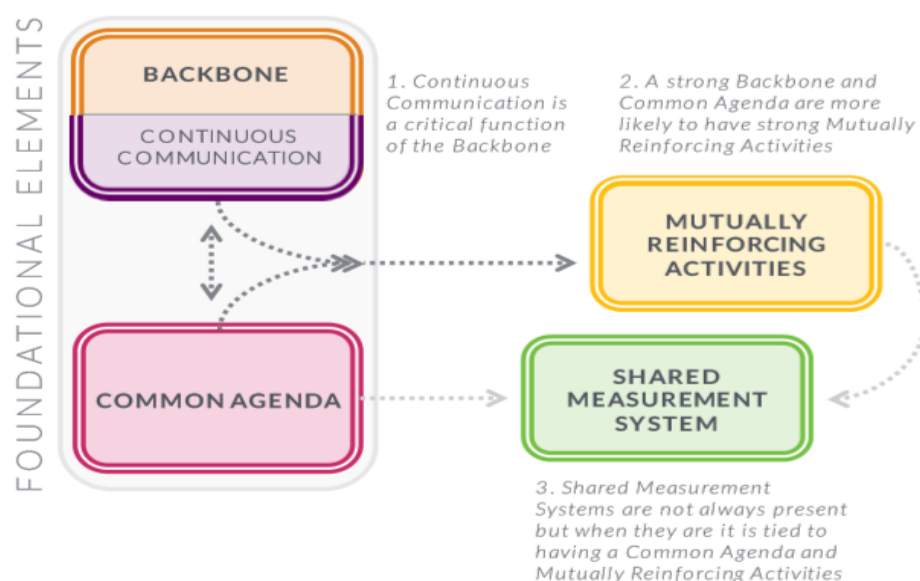 FOUNDATIONAL ELEMENTS
BACKBONE
CONTINUOUS
COMMUNICATION
1. Continuous
Communication is
a critical function
of the Backbone
2. A strong Backbone and
Common Agenda are more
likely to have strong Mutually
Reinforcing Activities
MUTUALLY
REINFORCING
ACTIVITIES
COMMON AGENDA
SHARED
MEASUREMENT
SYSTEM
3. Shared Measurement
Systems are not always present
but when they are it is tied to
having a Common Agenda and
Mutually Reinforcing Activities